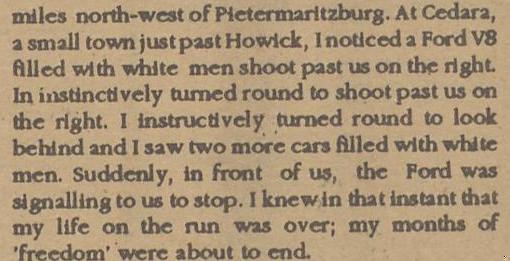 miles north-west of Pietermaritzburg. At Cedara,
a small town just past Howick, I noticed a Ford V8
filled with white men shoot past us on the right.
In instinctively turned round to shoot past us on
the right. I instructively turned round to look
behind and I saw two more cars filled with white
men. Suddenly, in front of us, the Ford was
signalling to us to stop. I knew in that instant that
my life on the run was over; my months of
'freedom' were about to end.